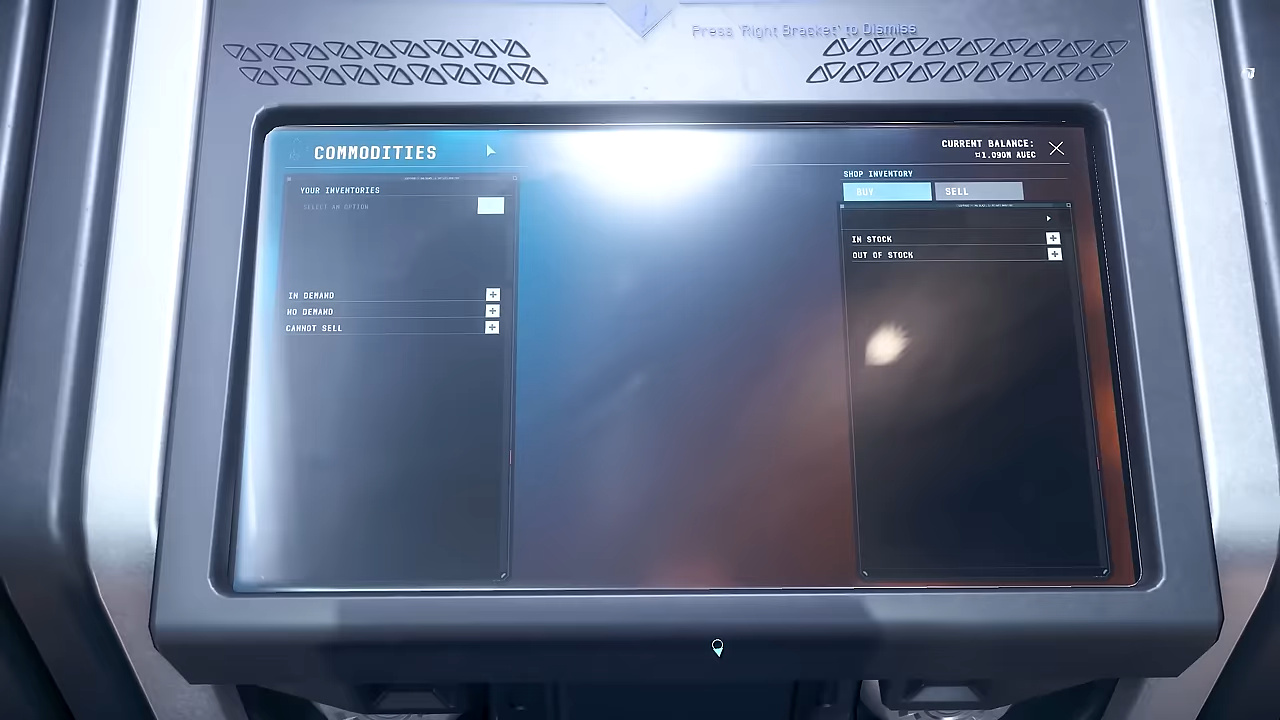 Press 'Right Bracket' to Dismiss
COMMODITIES
CURRENT BALANCE:
¤1.090M AUEC
YOUR INVENTORIES
SELECT AN OPTION
SHOP INVENTORY
BUY
SELL
IN STOCK
OUT OF STOCK
IN DEMAND
NO DEMAND
CANNOT SELL